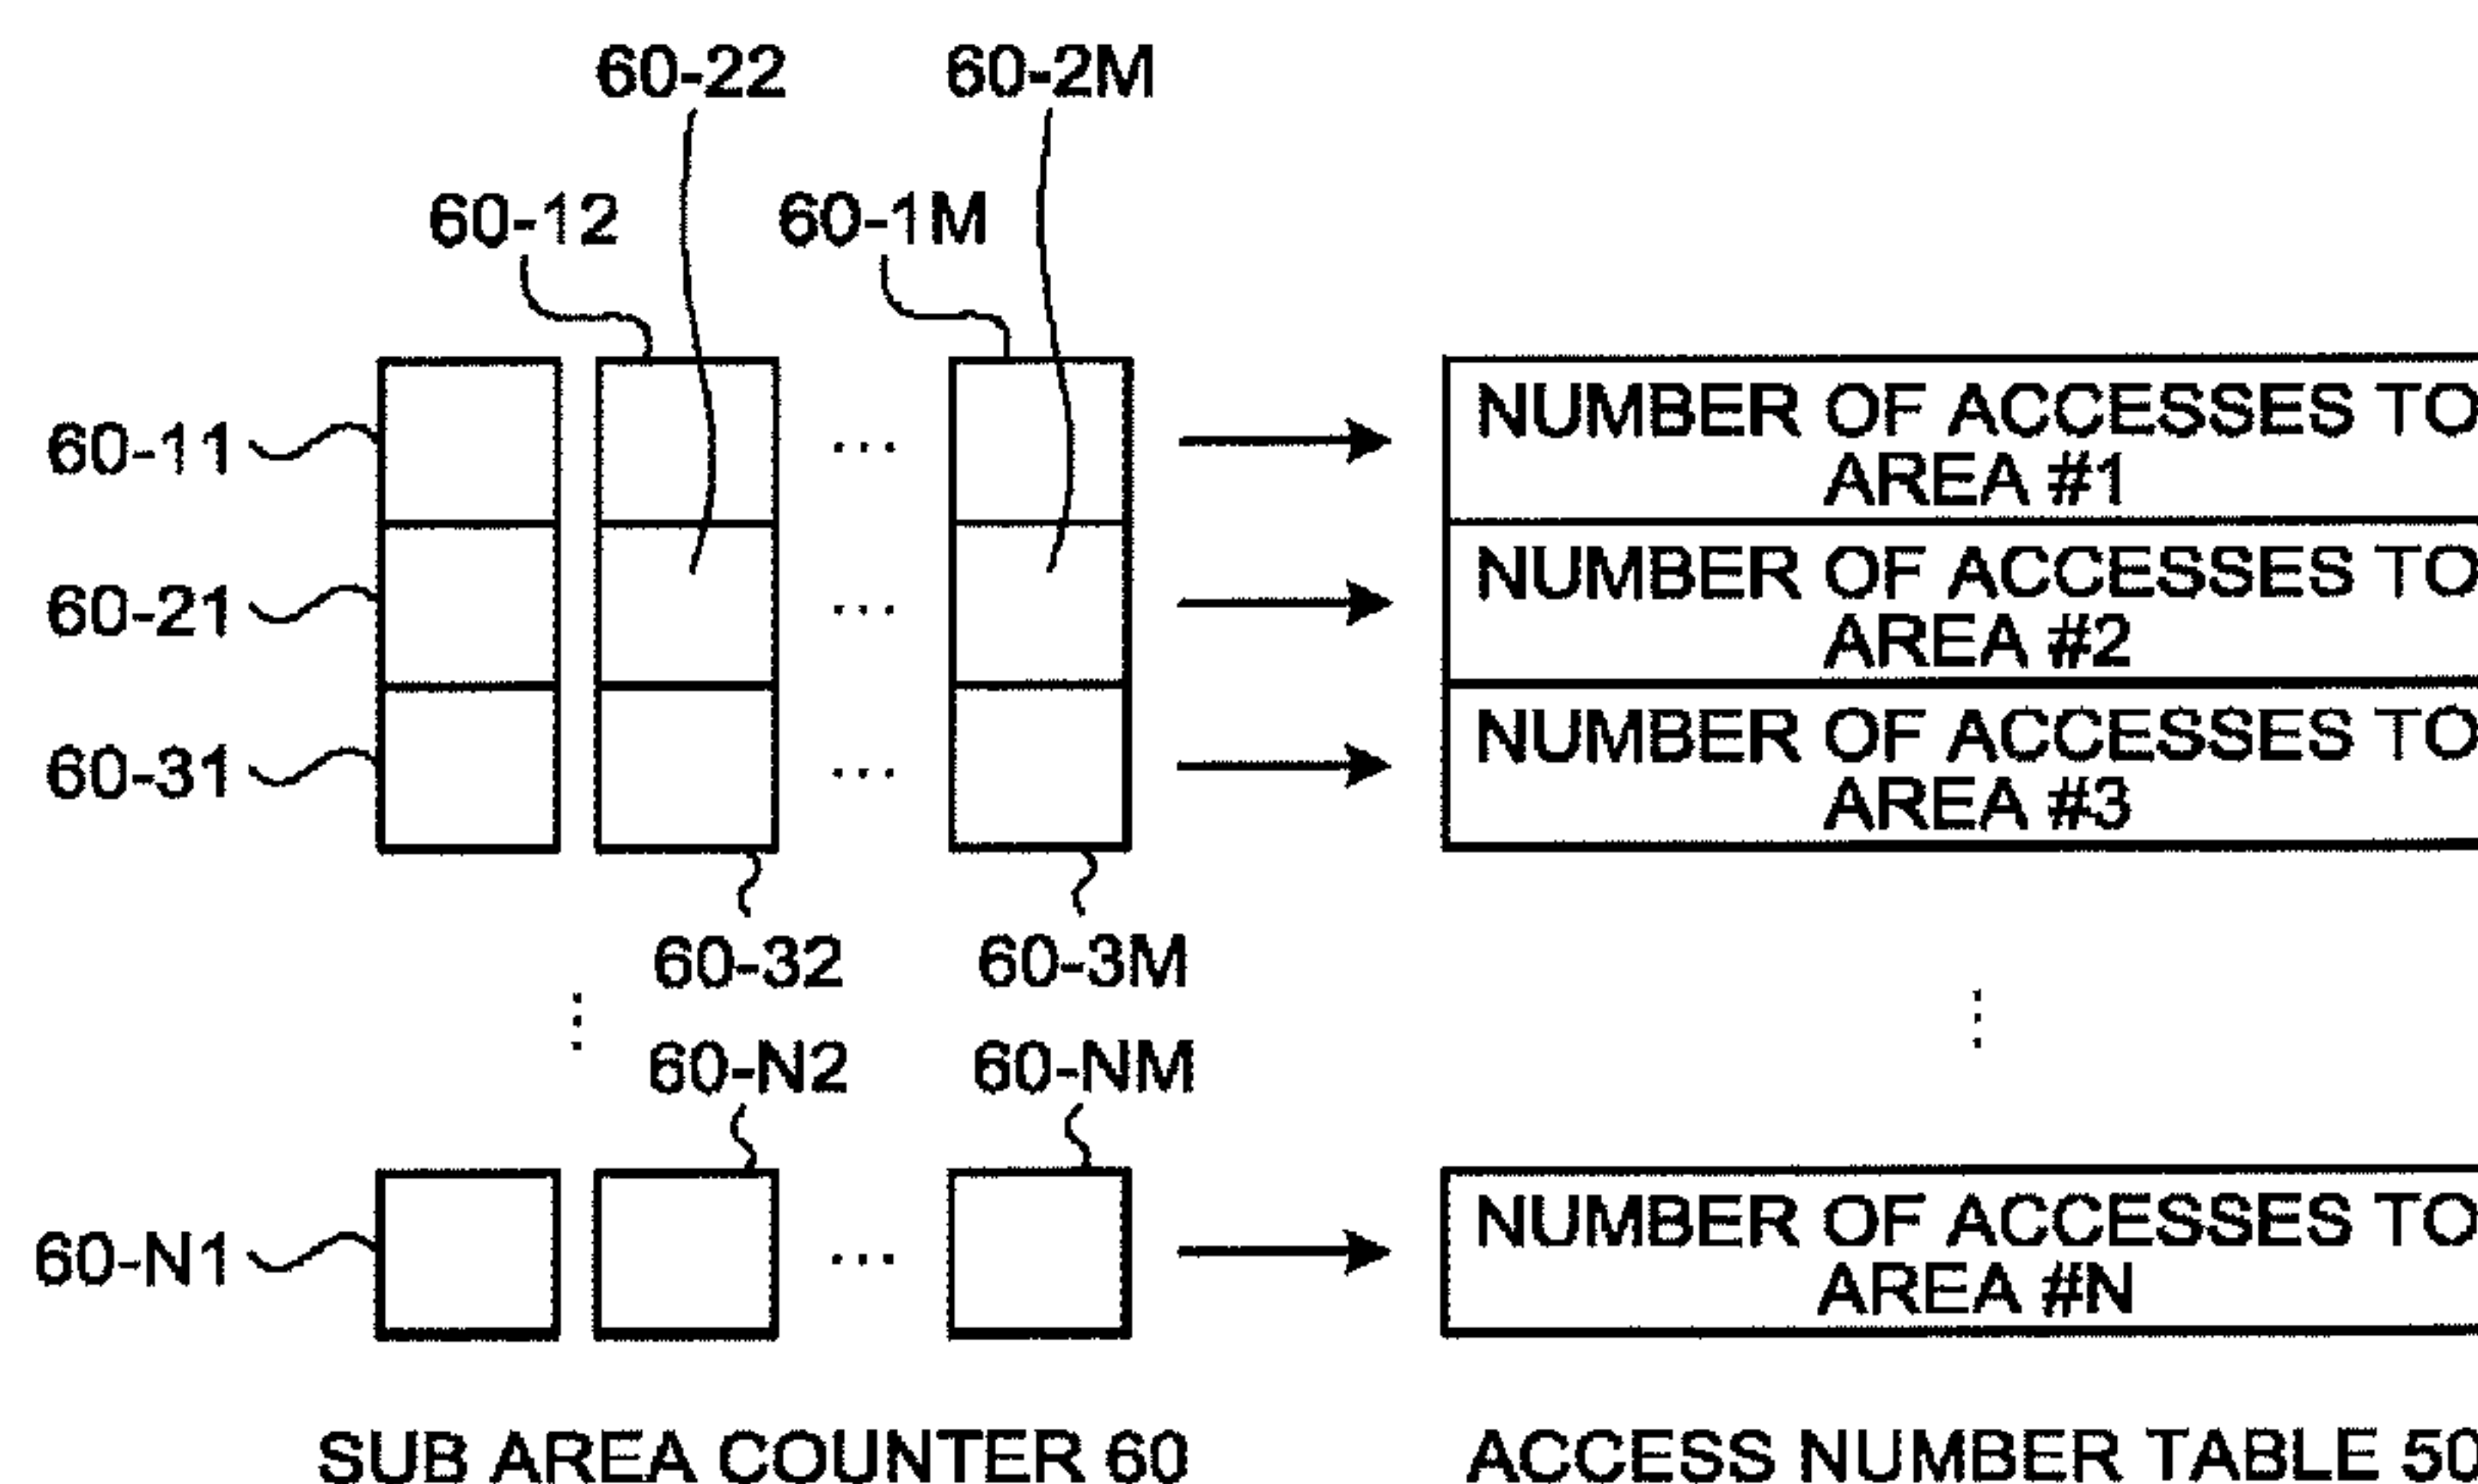 60-22 60-2M
60-12 60-1M
60-11 ... NUMBER OF ACCESSES TO
AREA #1
60-21 ... NUMBER OF ACCESSES TO
AREA #2
60-31 ... NUMBER OF ACCESSES TO
AREA #3
60-32 60-3M
60-N2 60-NM
60-N1 ... NUMBER OF ACCESSES TO
AREA #N
SUB AREA COUNTER 60 ACCESS NUMBER TABLE 50